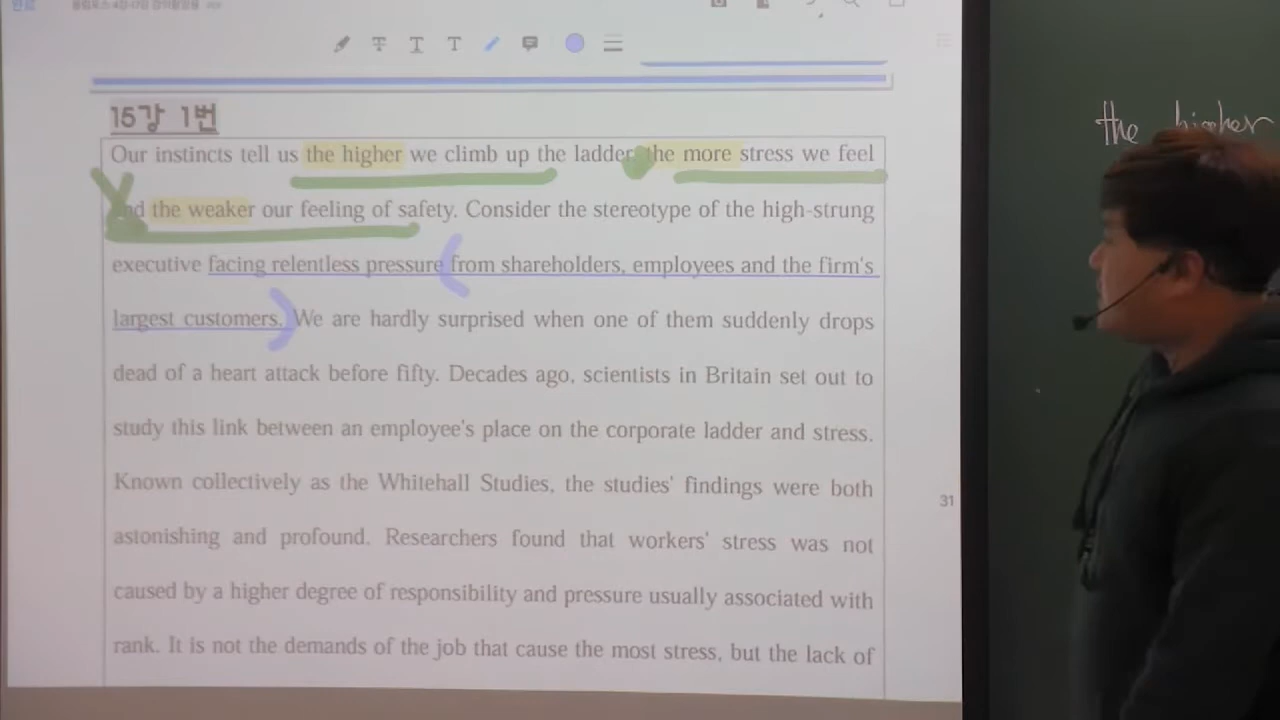 완료
15강 1번
Our instincts tell us the higher we climb up the ladder, the more stress we feel
and the weaker our feeling of safety. Consider the stereotype of the high-strung
executive facing relentless pressure from shareholders, employees and the firm's
largest customers. We are hardly surprised when one of them suddenly drops
dead of a heart attack before fifty. Decades ago, scientists in Britain set out to
study this link between an employee's place on the corporate ladder and stress.
Known collectively as the Whitehall Studies, the studies' findings were both
astonishing and profound. Researchers found that workers' stress was not
caused by a higher degree of responsibility and pressure usually associated with
rank. It is not the demands of the job that cause the most stress, but the lack of
31
the higher